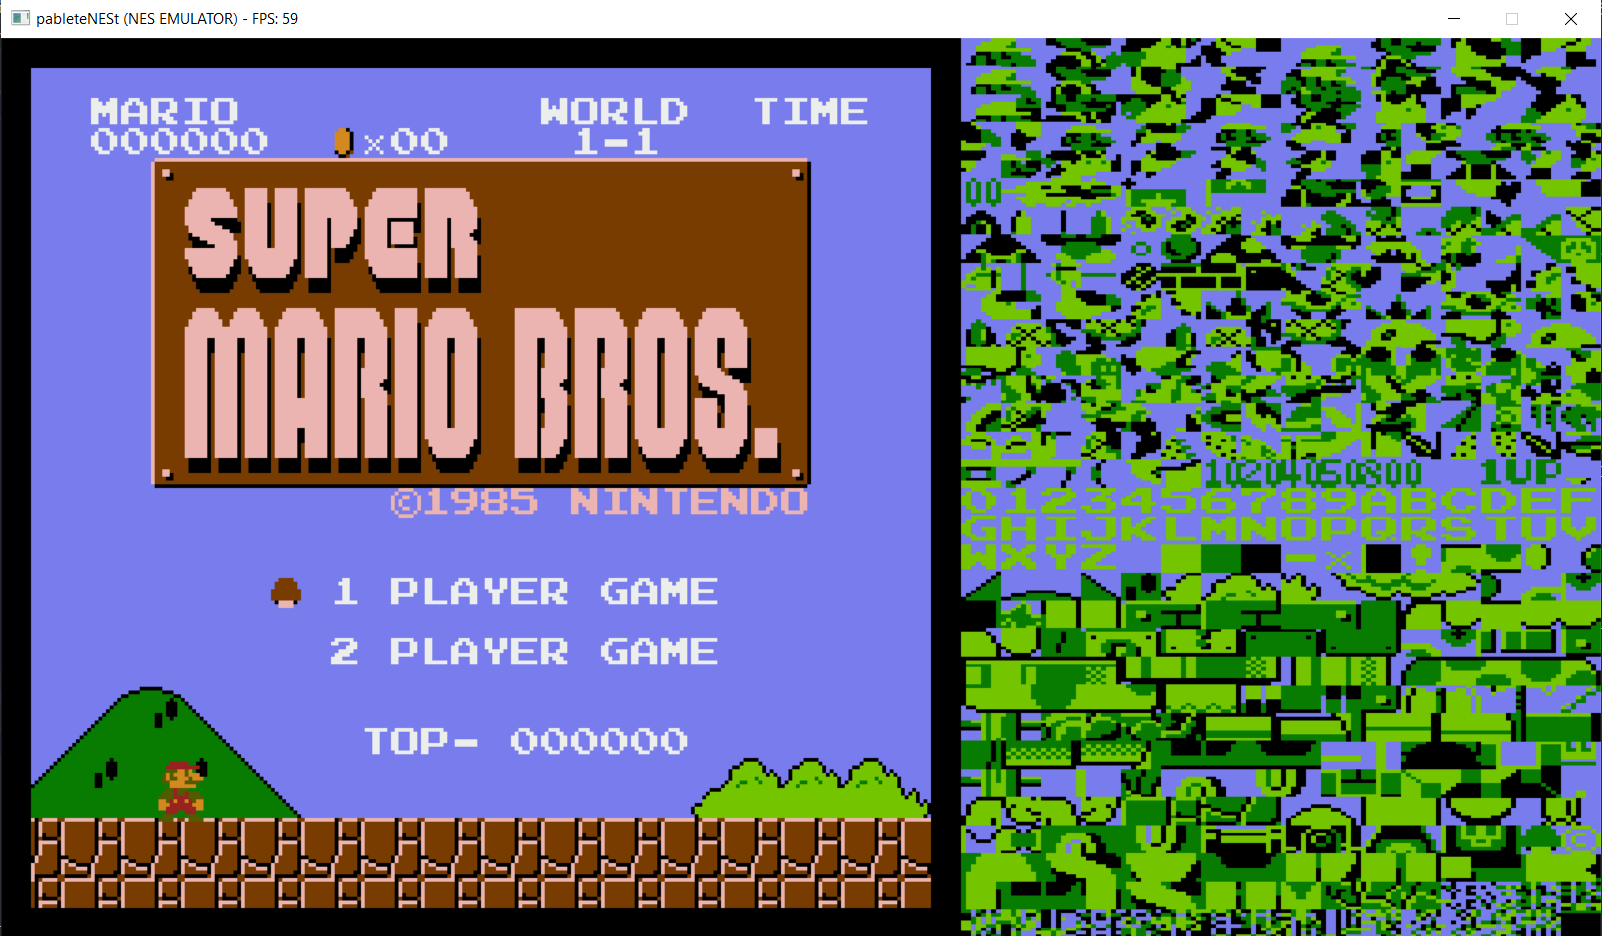 pableteNESt (NES EMULATOR) - FPS: 59
MARIO WORLD TIME
000000 x00 1-1
SUPER
MARIO BROS.
©1985 NINTENDO
1 PLAYER GAME
2 PLAYER GAME
TOP- 000000
1UP
0123456789ABCDEF
GHIJKLMNOPQRSTUV
WXYZ